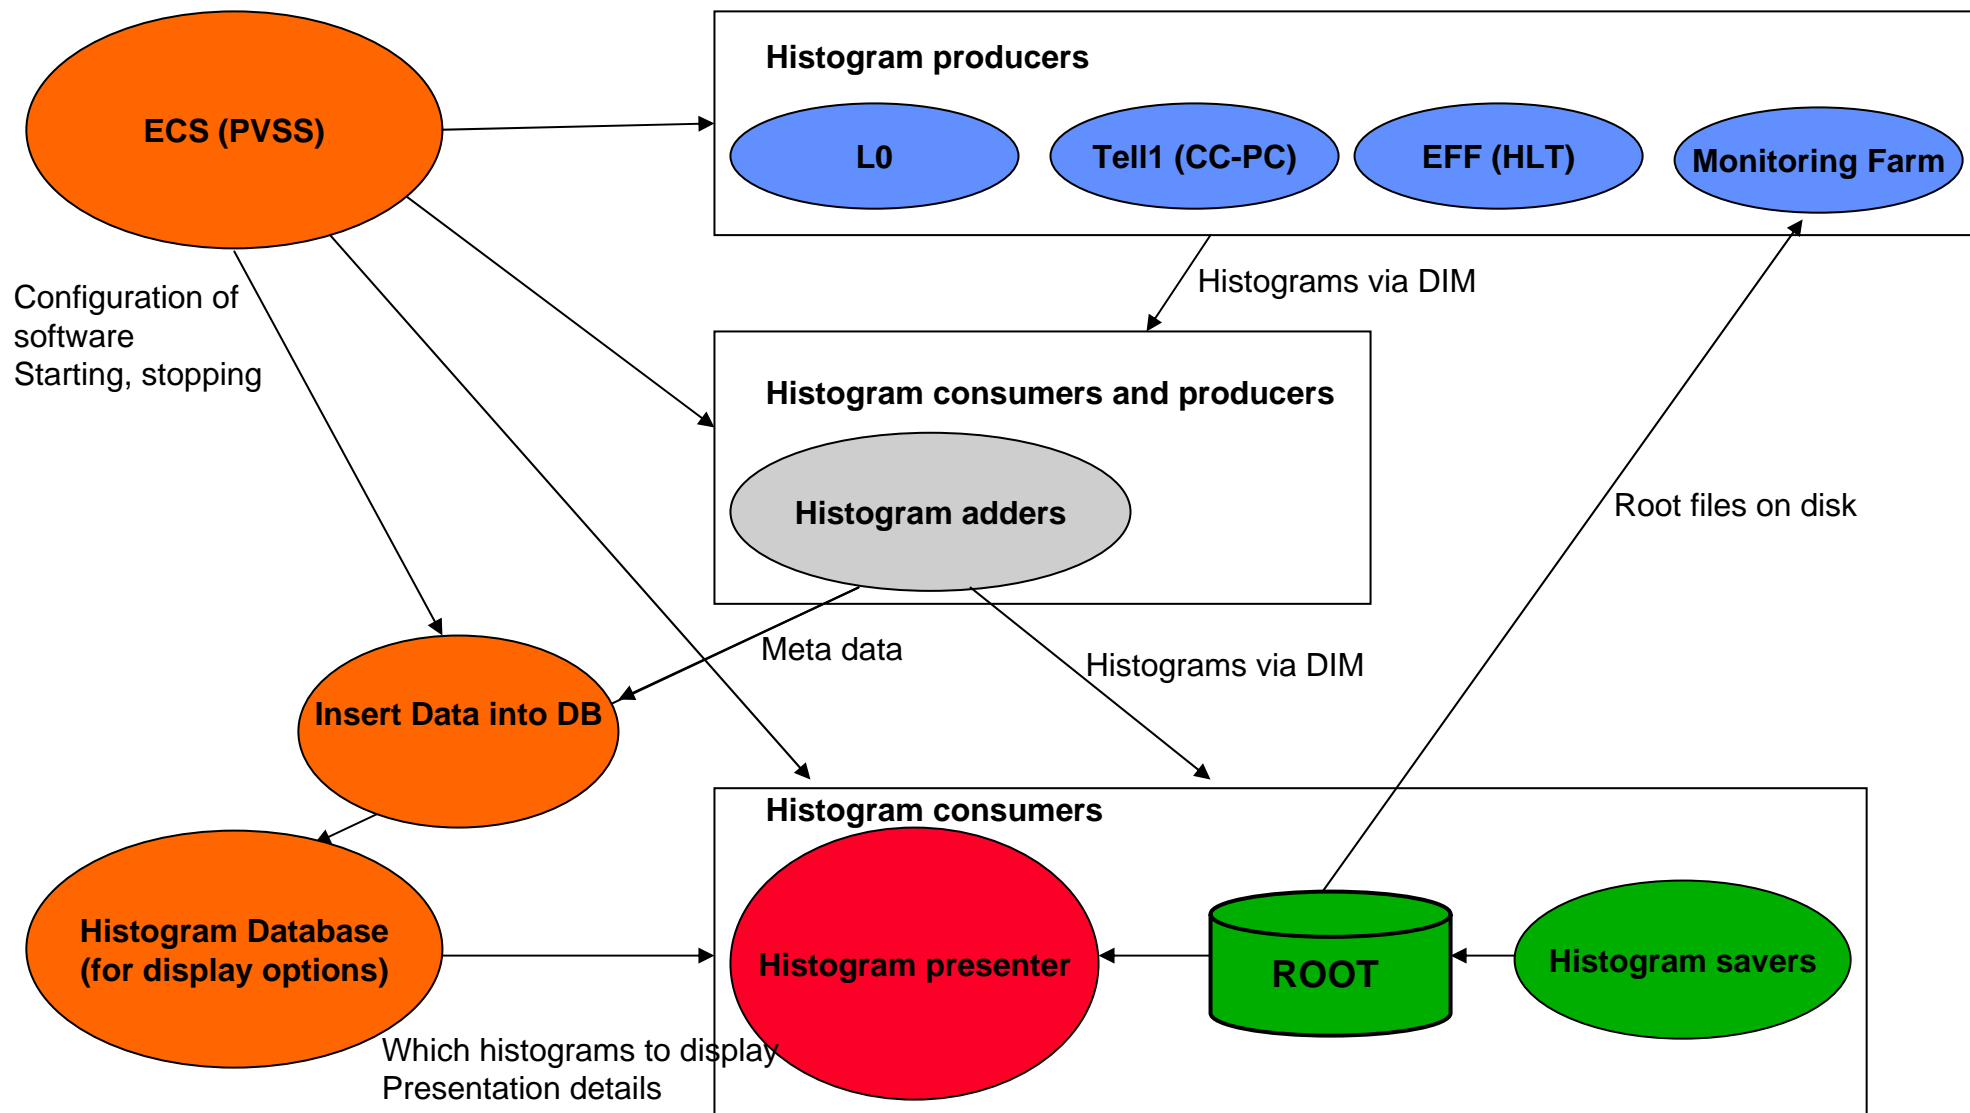 Histogram producers
ECS (PVSS)
L0
Tell1 (CC-PC)
EFF (HLT)
Monitoring Farm
Configuration of
software
Starting, stopping
Histograms via DIM
Histogram consumers and producers
Histogram adders
Root files on disk
Meta data
Histograms via DIM
Insert Data into DB
Histogram consumers
Histogram Database
(for display options)
Histogram presenter
ROOT
Histogram savers
Which histograms to display
Presentation details